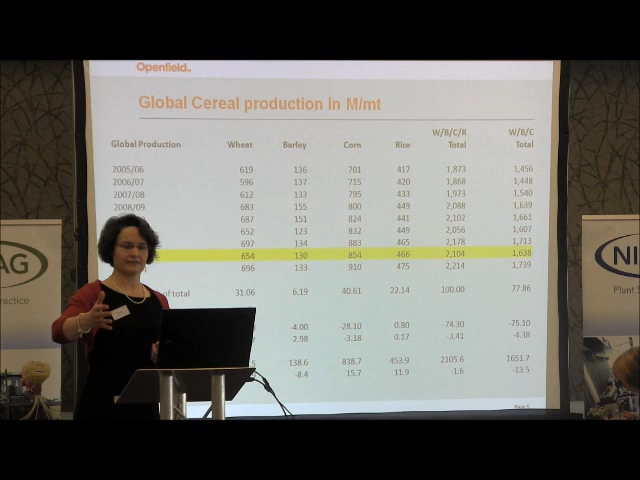 Openfield
Global Cereal production in M/mt
W/B/C/R W/B/C
Global Production Wheat Barley Corn Rice Total Total
2005/06 619 136 701 417 1,873 1,456
2006/07 596 137 715 420 1,868 1,448
2007/08 612 133 795 433 1,973 1,540
2008/09 683 155 800 449 2,088 1,639
687 151 824 441 2,102 1,661
652 123 832 449 2,056 1,607
697 134 883 465 2,178 1,713
654 130 854 466 2,104 1,638
696 133 910 475 2,214 1,739
of total 31.06 6.19 40.61 22.14 100.00 77.86
-4.00 -28.10 0.80 -74.30 -75.10
-2.98 -3.18 0.17 -3.41 -4.38
138.6 838.7 453.9 2105.6 1651.7
-8.4 15.7 11.9 -1.6 -13.5
AG
ractice
NI
Plant S